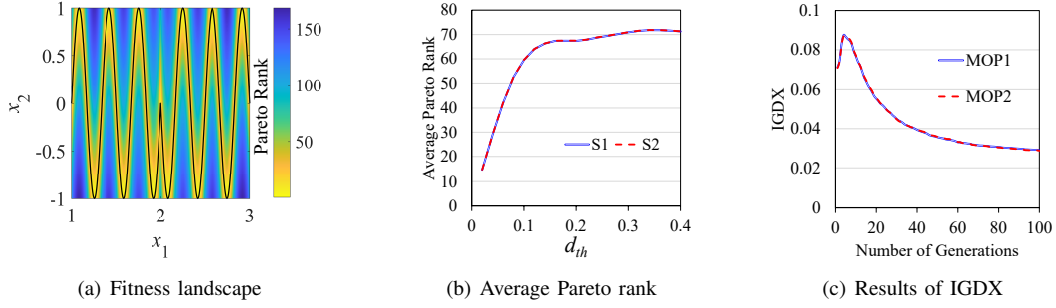 1
0.5
0
-0.5
-1
x2
1
2
3
x1
150
100
50
Pareto Rank
(a) Fitness landscape
80
70
60
50
40
30
20
10
0
Average Pareto Rank
S1
S2
0
0.1
0.2
0.3
0.4
dth
(b) Average Pareto rank
0.1
0.08
0.06
0.04
0.02
0
IGDX
MOP1
MOP2
0
20
40
60
80
100
Number of Generations
(c) Results of IGDX